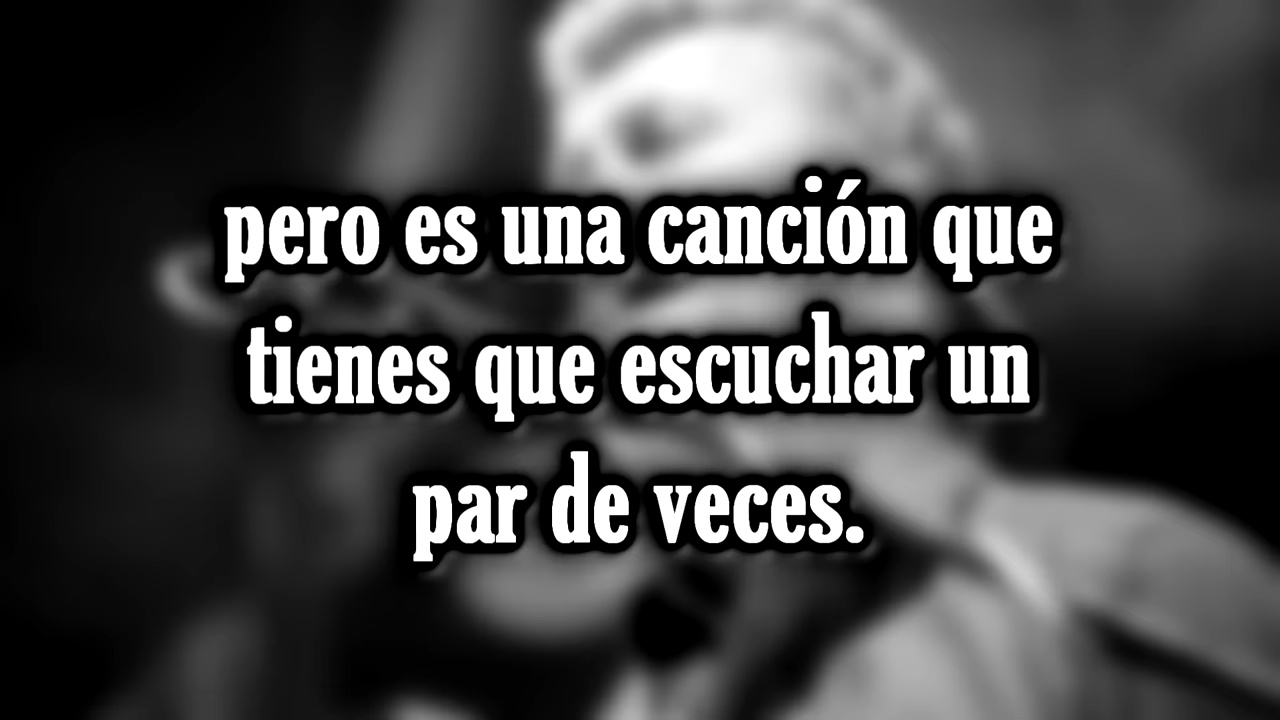 pero es una canción que
tienes que escuchar un
par de veces.